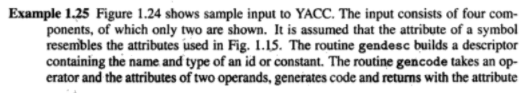 Example 1.25 Figure 1.24 shows sample input to YACC. The input consists of four com-
ponents, of which only two are shown. It is assumed that the attribute of a symbol
resembles the attributes used in Fig. 1.15. The routine gendesc builds a descriptor
containing the name and type of an id or constant. The routine gencode takes an op-
erator and the attributes of two operands, generates code and returns with the attribute